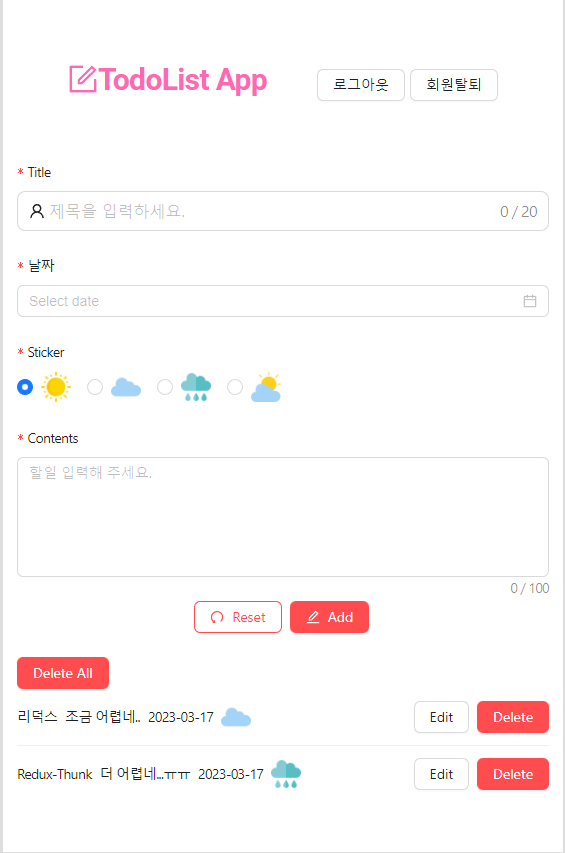 TodoList App 로그아웃 회원탈퇴
* Title
제목을 입력하세요. 0 / 20
* 날짜
Select date
* Sticker
* Contents
할일 입력해 주세요.
0 / 100
Reset Add
Delete All
리덕스 조금 어렵네.. 2023-03-17 Edit Delete
Redux-Thunk 더 어렵네...ㅠㅠ 2023-03-17 Edit Delete